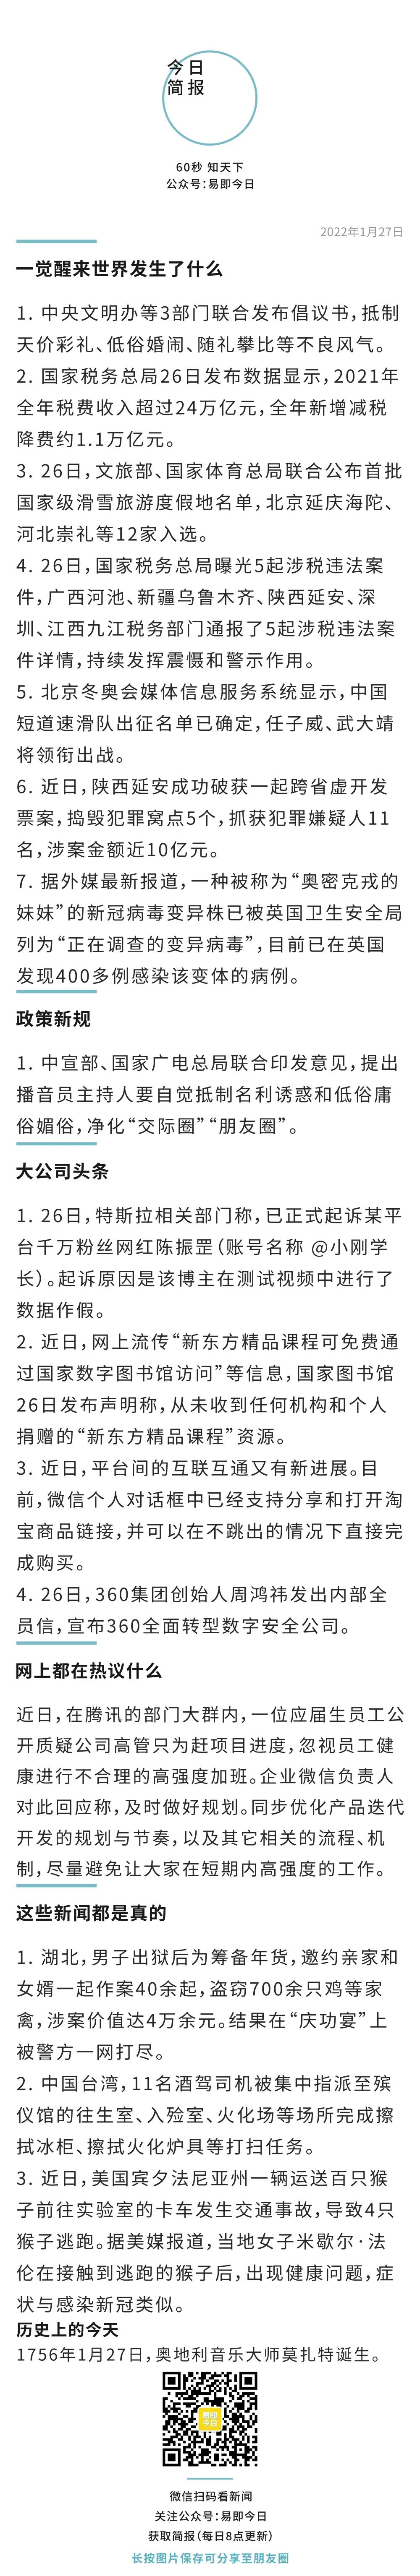 今日
简报
60秒 知天下
公众号：易即今日
2022年1月27日
一觉醒来世界发生了什么
1. 中央文明办等3部门联合发布倡议书，抵制
天价彩礼、低俗婚闹、随礼攀比等不良风气。
2. 国家税务总局26日发布数据显示，2021年
全年税费收入超过24万亿元，全年新增减税
降费约1.1万亿元。
3. 26日，文旅部、国家体育总局联合公布首批
国家级滑雪旅游度假地名单，北京延庆海陀、
河北崇礼等12家入选。
4. 26日，国家税务总局曝光5起涉税违法案
件，广西河池、新疆乌鲁木齐、陕西延安、深
圳、江西九江税务部门通报了5起涉税违法案
件详情，持续发挥震慑和警示作用。
5. 北京冬奥会媒体信息服务系统显示，中国
短道速滑队出征名单已确定，任子威、武大靖
将领衔出战。
6. 近日，陕西延安成功破获一起跨省虚开发
票案，捣毁犯罪窝点5个，抓获犯罪嫌疑人11
名，涉案金额近10亿元。
7. 据外媒最新报道，一种被称为“奥密克戎的
妹妹”的新冠病毒变异株已被英国卫生安全局
列为“正在调查的变异病毒”，目前已在英国
发现400多例感染该变体的病例。
政策新规
1. 中宣部、国家广电总局联合印发意见，提出
播音员主持人要自觉抵制名利诱惑和低俗庸
俗媚俗，净化“交际圈”“朋友圈”。
大公司头条
1. 26日，特斯拉相关部门称，已正式起诉某平
台千万粉丝网红陈振罡（账号名称 @小刚学
长）。起诉原因是该博主在测试视频中进行了
数据作假。
2. 近日，网上流传“新东方精品课程可免费通
过国家数字图书馆访问”等信息，国家图书馆
26日发布声明称，从未收到任何机构和个人
捐赠的“新东方精品课程”资源。
3. 近日，平台间的互联互通又有新进展。目
前，微信个人对话框中已经支持分享和打开淘
宝商品链接，并可以在不跳出的情况下直接完
成购买。
4. 26日，360集团创始人周鸿祎发出内部全
员信，宣布360全面转型数字安全公司。
网上都在热议什么
近日，在腾讯的部门大群内，一位应届生员工公
开质疑公司高管只为赶项目进度，忽视员工健
康进行不合理的高强度加班。企业微信负责人
对此回应称，及时做好规划。同步优化产品迭代
开发的规划与节奏，以及其它相关的流程、机
制，尽量避免让大家在短期内高强度的工作。
这些新闻都是真的
1. 湖北，男子出狱后为筹备年货，邀约亲家和
女婿一起作案40余起，盗窃700余只鸡等家
禽，涉案价值达4万余元。结果在“庆功宴”上
被警方一网打尽。
2. 中国台湾，11名酒驾司机被集中指派至殡
仪馆的往生室、入殓室、火化场等场所完成擦
拭冰柜、擦拭火化炉具等打扫任务。
3. 近日，美国宾夕法尼亚州一辆运送百只猴
子前往实验室的卡车发生交通事故，导致4只
猴子逃跑。据美媒报道，当地女子米歇尔·法
伦在接触到逃跑的猴子后，出现健康问题，症
状与感染新冠类似。
历史上的今天
1756年1月27日，奥地利音乐大师莫扎特诞生。
易即
今日
微信扫码看新闻
关注公众号：易即今日
获取简报（每日8点更新）
长按图片保存可分享至朋友圈